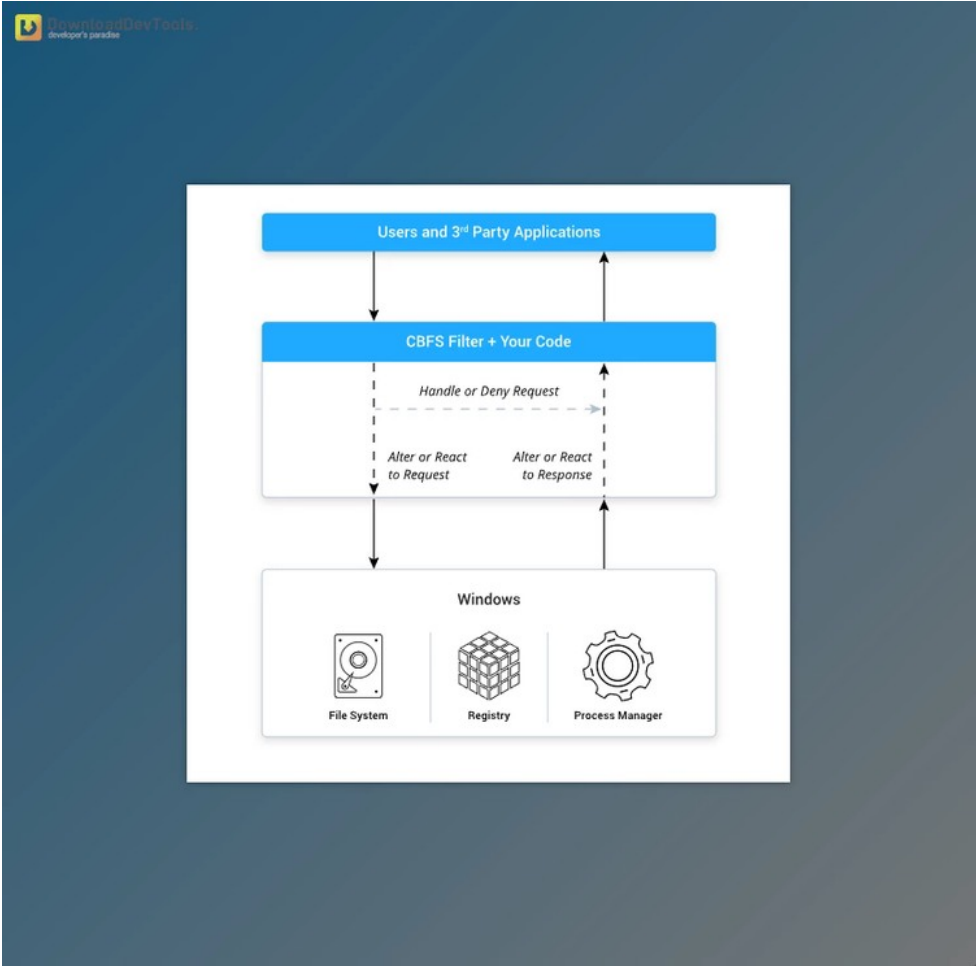 DownloadDevTools.
developer's paradise
Users and 3rd Party Applications
CBFS Filter + Your Code
Handle or Deny Request
Alter or React
to Request
Alter or React
to Response
Windows
File System
Registry
Process Manager